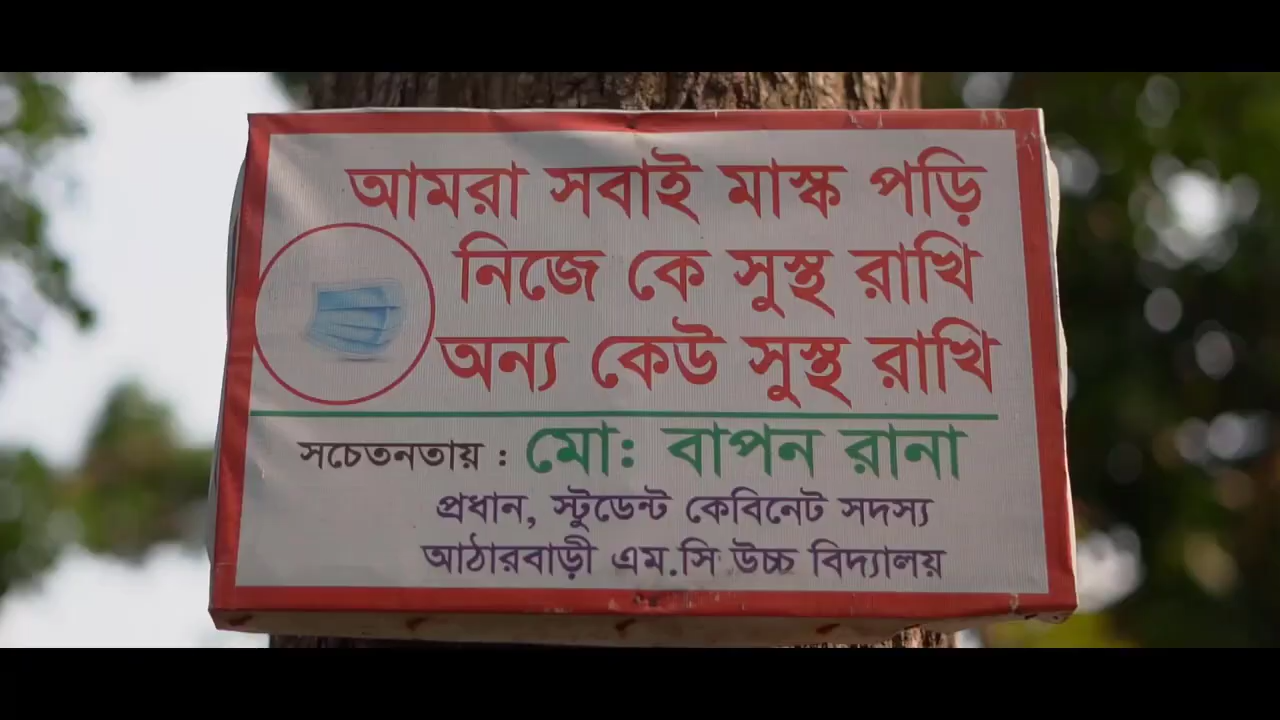 আমরা সবাই মাস্ক পড়ি
নিজে কে সুস্থ রাখি
অন্য কেউ সুস্থ রাখি
সচেতনতায় : মো: বাপন রানা
প্রধান, স্টুডেন্ট কেবিনেট সদস্য
আঠারবাড়ী এম.সি উচ্চ বিদ্যালয়